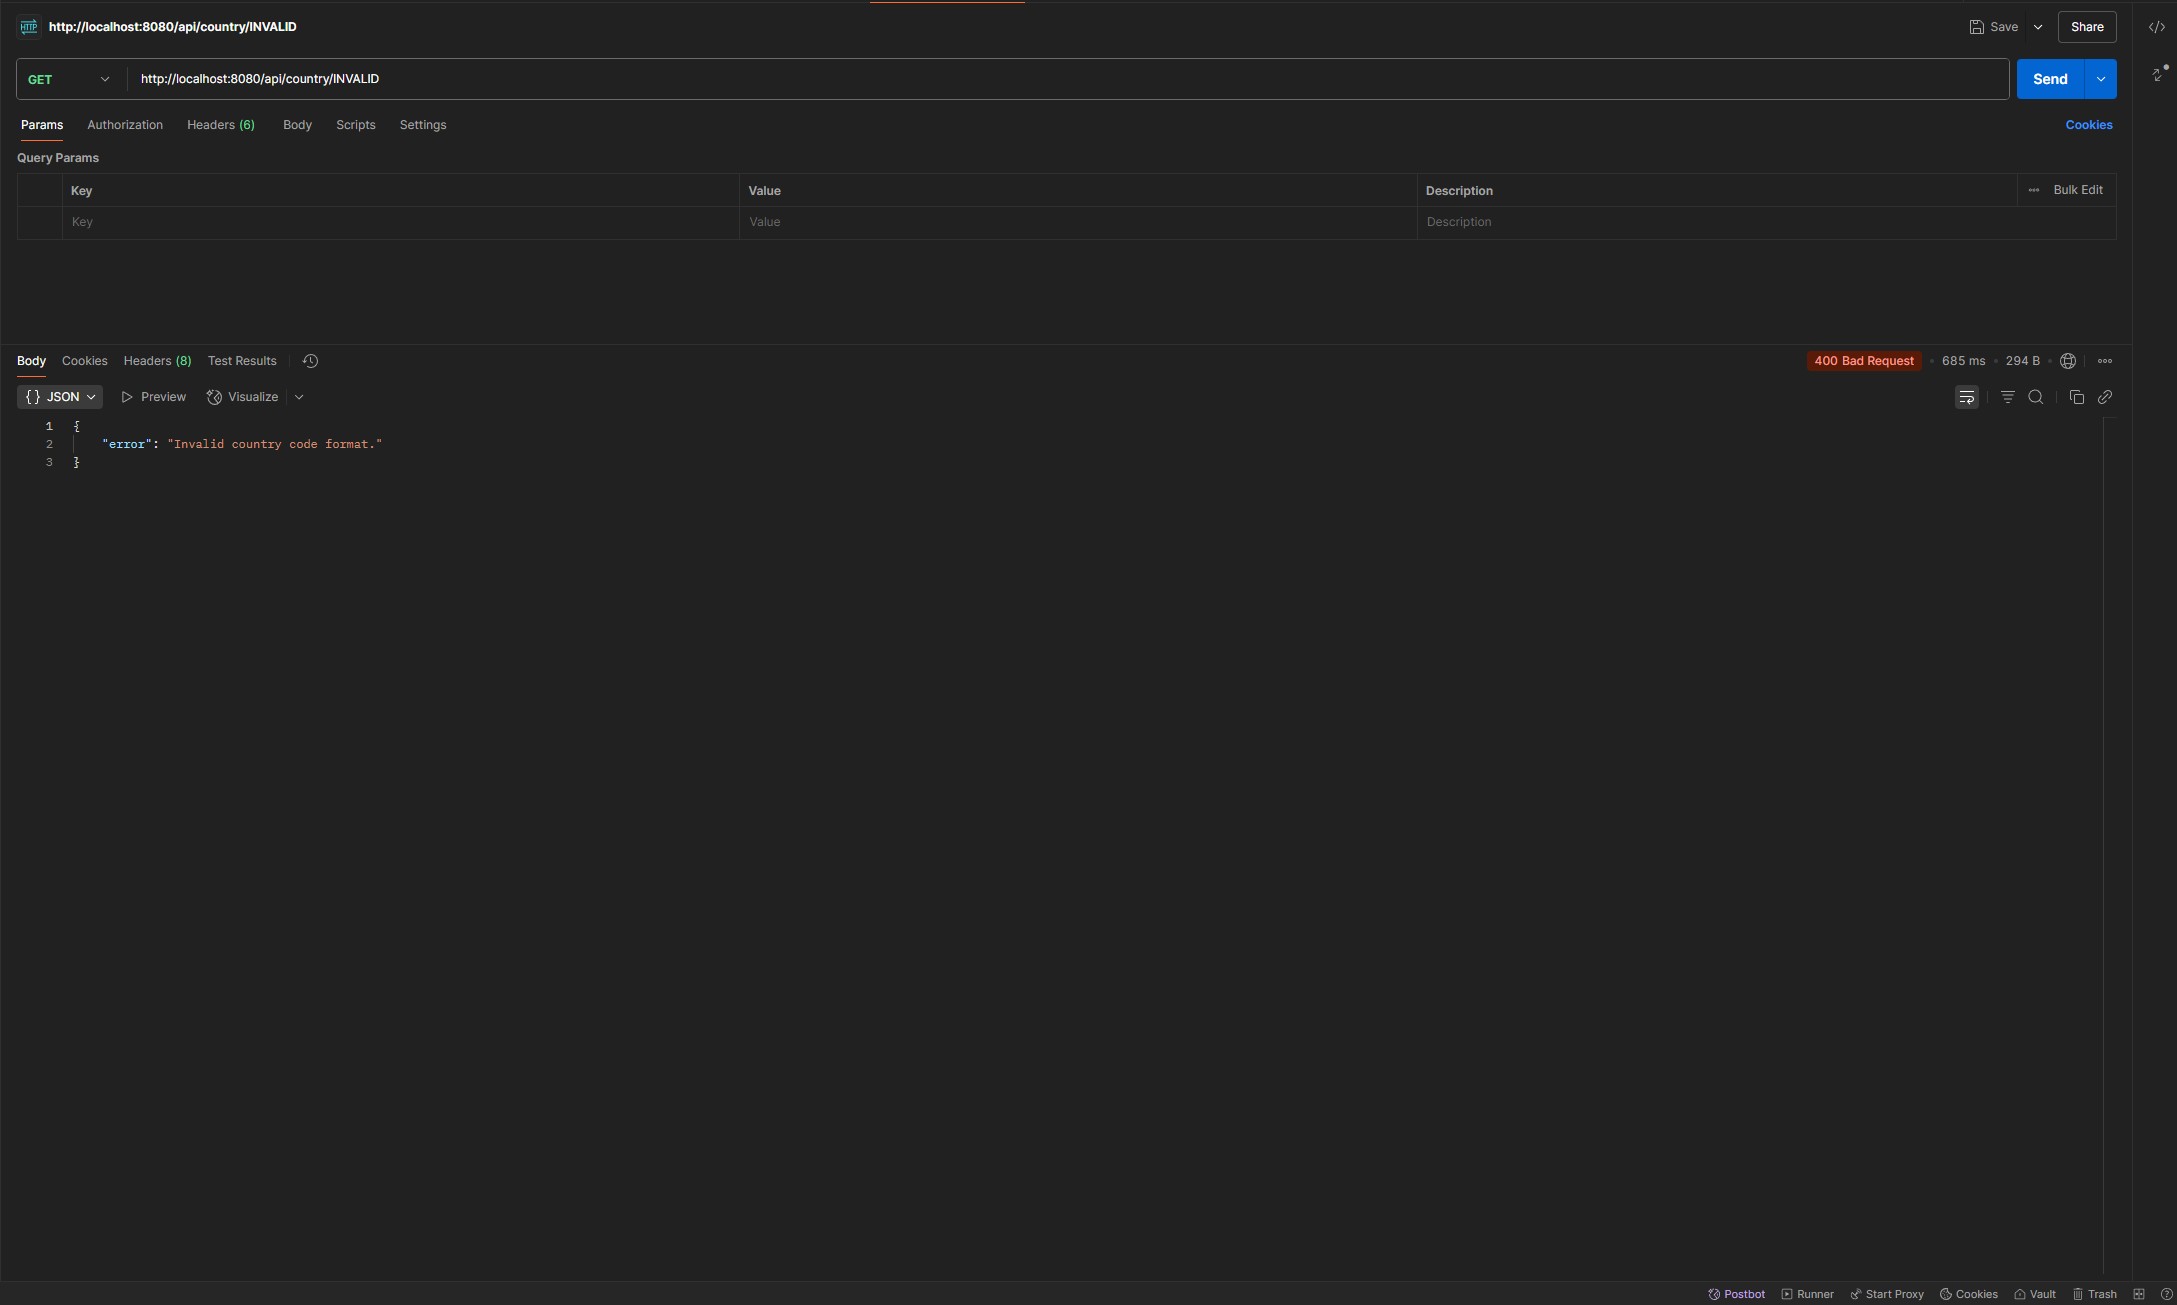 HTTP http://localhost:8080/api/country/INVALID Save Share
GET http://localhost:8080/api/country/INVALID Send
Params Authorization Headers (6) Body Scripts Settings Cookies
Query Params
Key Value Description Bulk Edit
Key Value Description
Body Cookies Headers (8) Test Results 400 Bad Request 685 ms 294 B
{} JSON Preview Visualize
1 {
2 "error": "Invalid country code format."
3 }
Postbot Runner Start Proxy Cookies Vault Trash